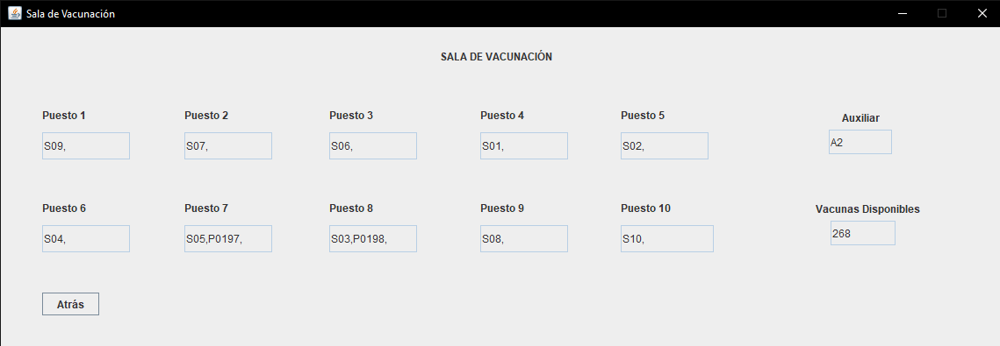 Sala de Vacunación
SALA DE VACUNACIÓN
Puesto 1 Puesto 2 Puesto 3 Puesto 4 Puesto 5 Auxiliar
S09, S07, S06, S01, S02, A2
Puesto 6 Puesto 7 Puesto 8 Puesto 9 Puesto 10 Vacunas Disponibles
S04, S05,P0197, S03,P0198, S08, S10, 268
Atrás